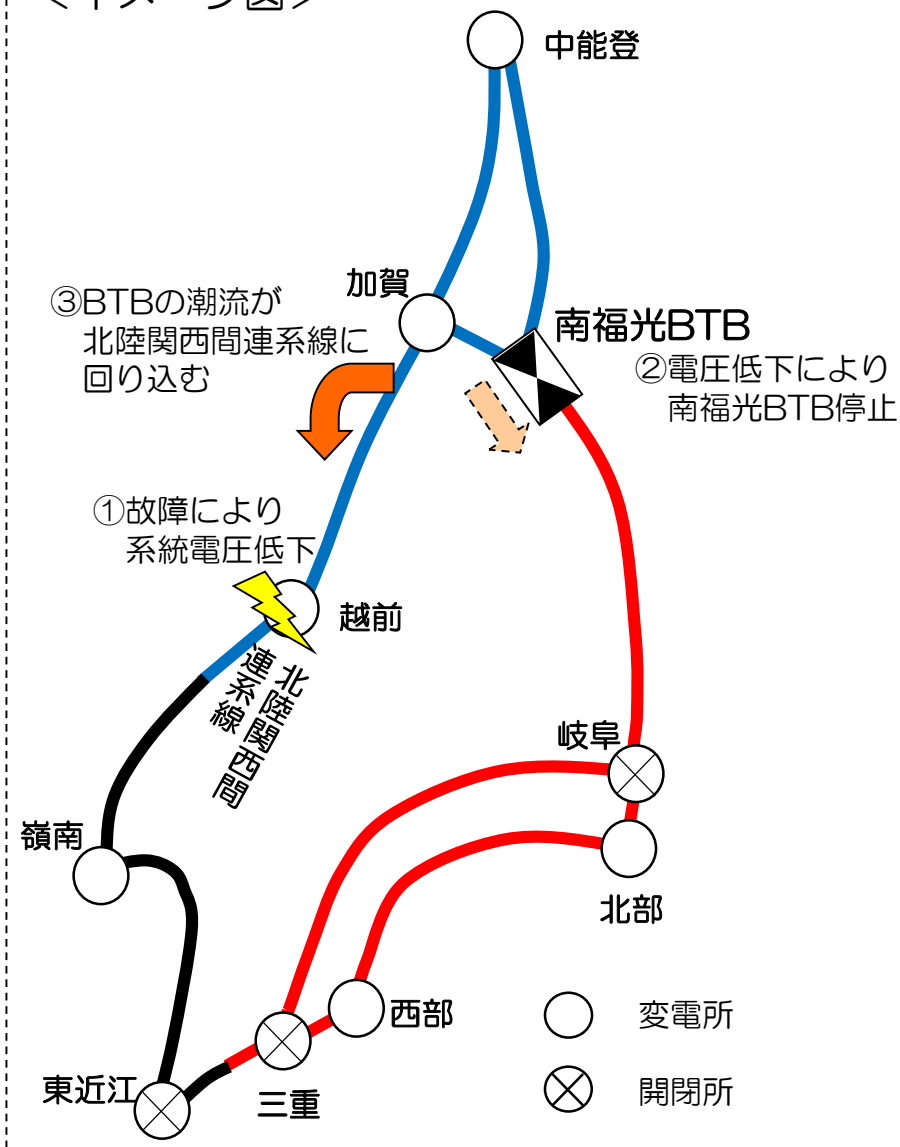 ＜イメージ図＞
中能登
加賀
南福光BTB
③BTBの潮流が
北陸関西間連系線に
回り込む
②電圧低下により
南福光BTB停止
①故障により
系統電圧低下
越前
北陸関西間
連系線
岐阜
嶺南
北部
西部
変電所
東近江
三重
開閉所